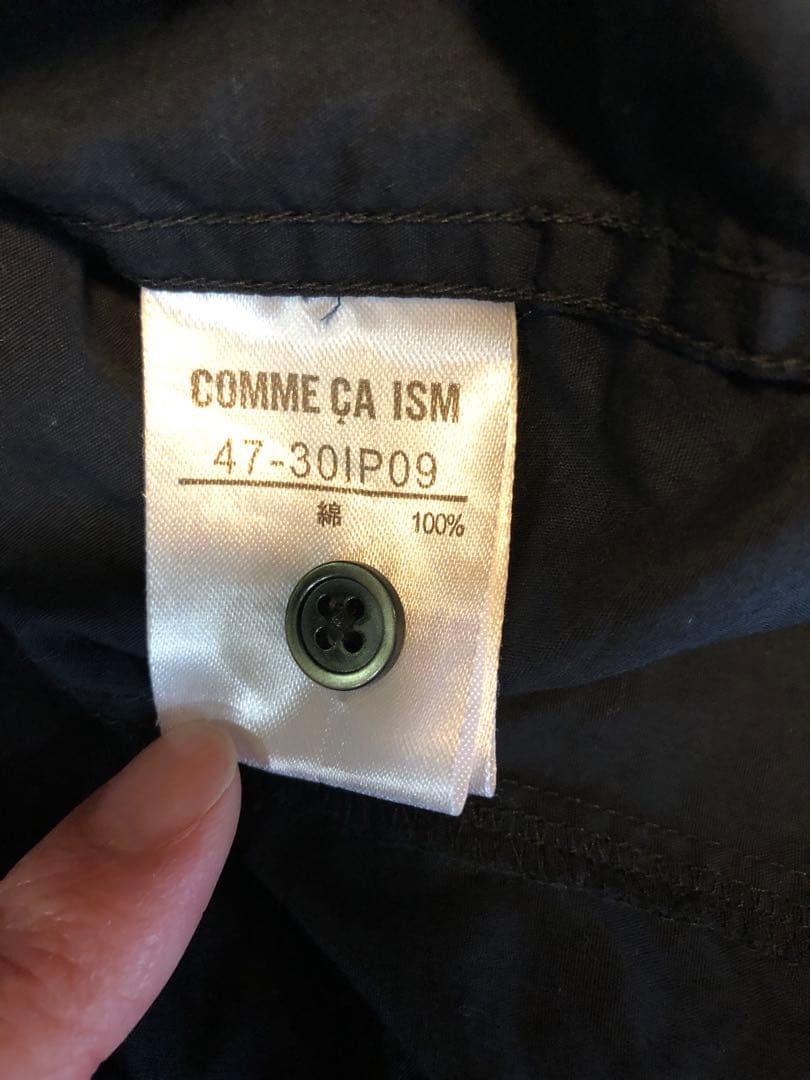 COMME ÇA ISM
47-30IP09
綿 100%